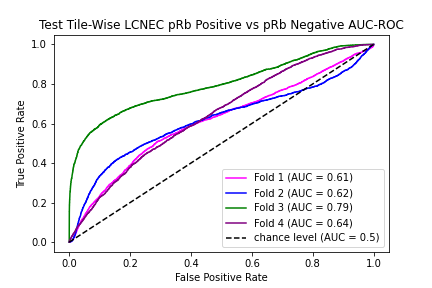 Test Tile-Wise LCNEC pRb Positive vs pRb Negative AUC-ROC
True Positive Rate
1.0
0.8
0.6
0.4
0.2
0.0
Fold 1 (AUC = 0.61)
Fold 2 (AUC = 0.62)
Fold 3 (AUC = 0.79)
Fold 4 (AUC = 0.64)
chance level (AUC = 0.5)
0.0 0.2 0.4 0.6 0.8 1.0
False Positive Rate